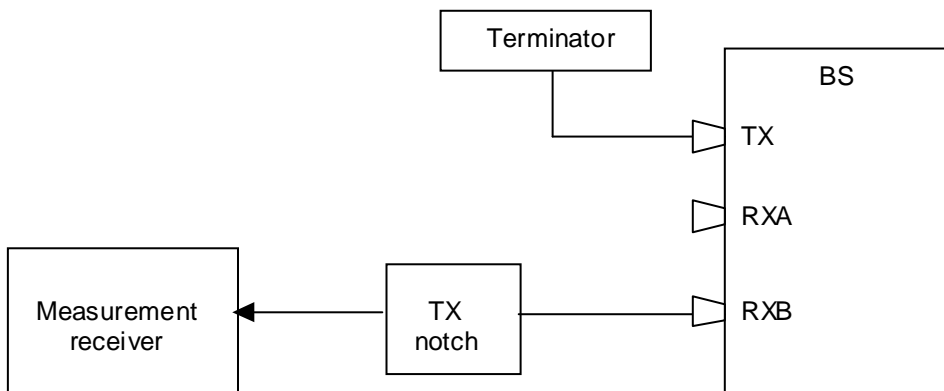 Terminator
BS
TX
RXA
Measurement
receiver
TX
notch
RXB